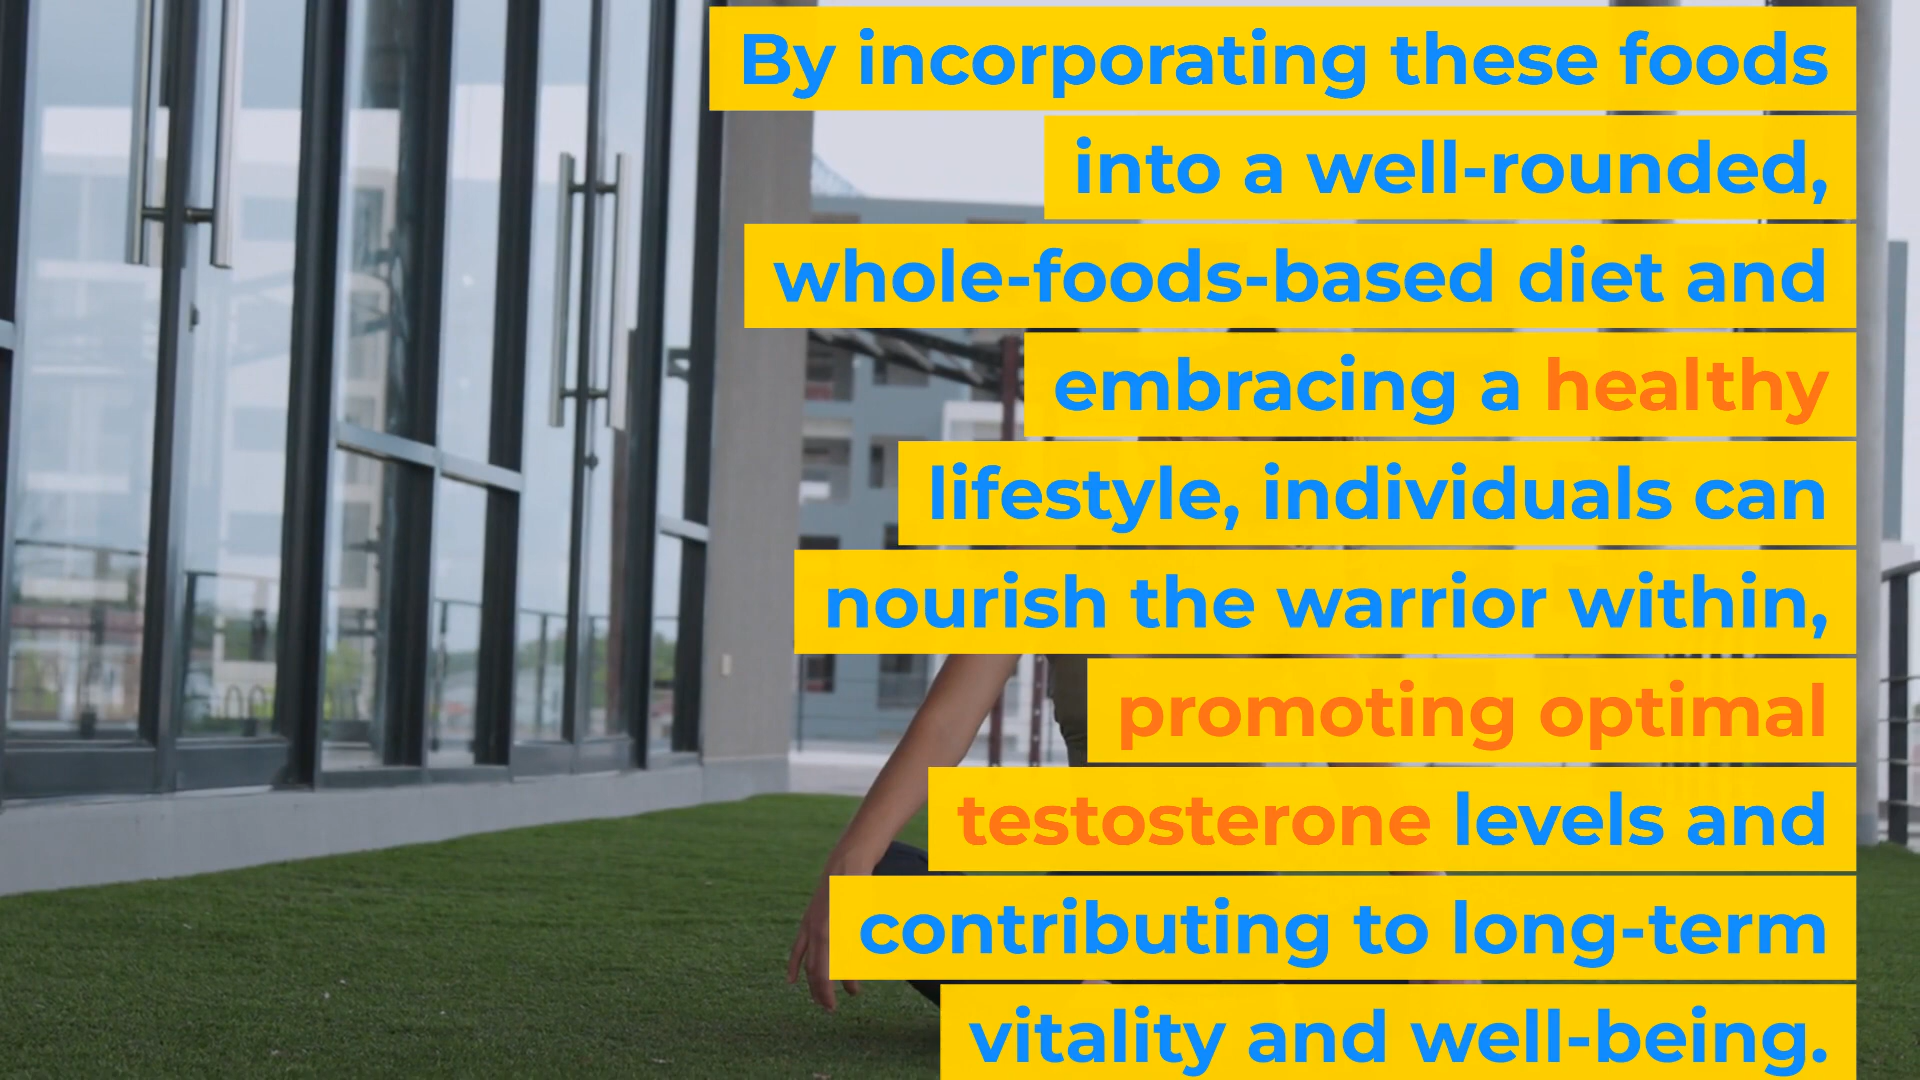 By incorporating these foods
into a well-rounded,
whole-foods-based diet and
embracing a healthy
lifestyle, individuals can
nourish the warrior within,
promoting optimal
testosterone levels and
contributing to long-term
vitality and well-being.